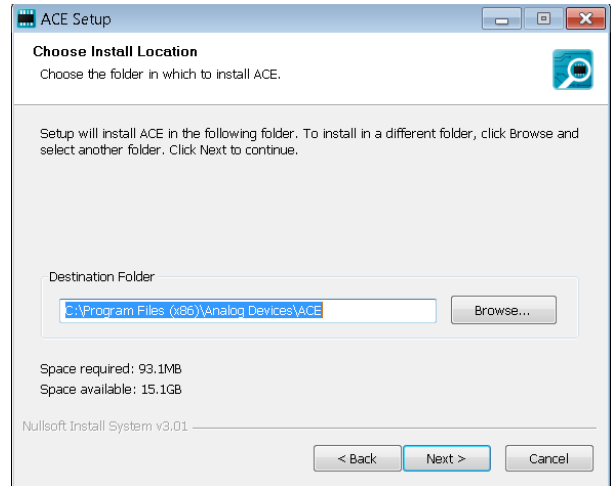 ACE Setup
Choose Install Location
Choose the folder in which to install ACE.
Setup will install ACE in the following folder. To install in a different folder, click Browse and
select another folder. Click Next to continue.
Destination Folder
C:\Program Files (x86)\Analog Devices\ACE
Browse...
Space required: 93.1MB
Space available: 15.1GB
Nullsoft Install System v3.01
< Back
Next >
Cancel